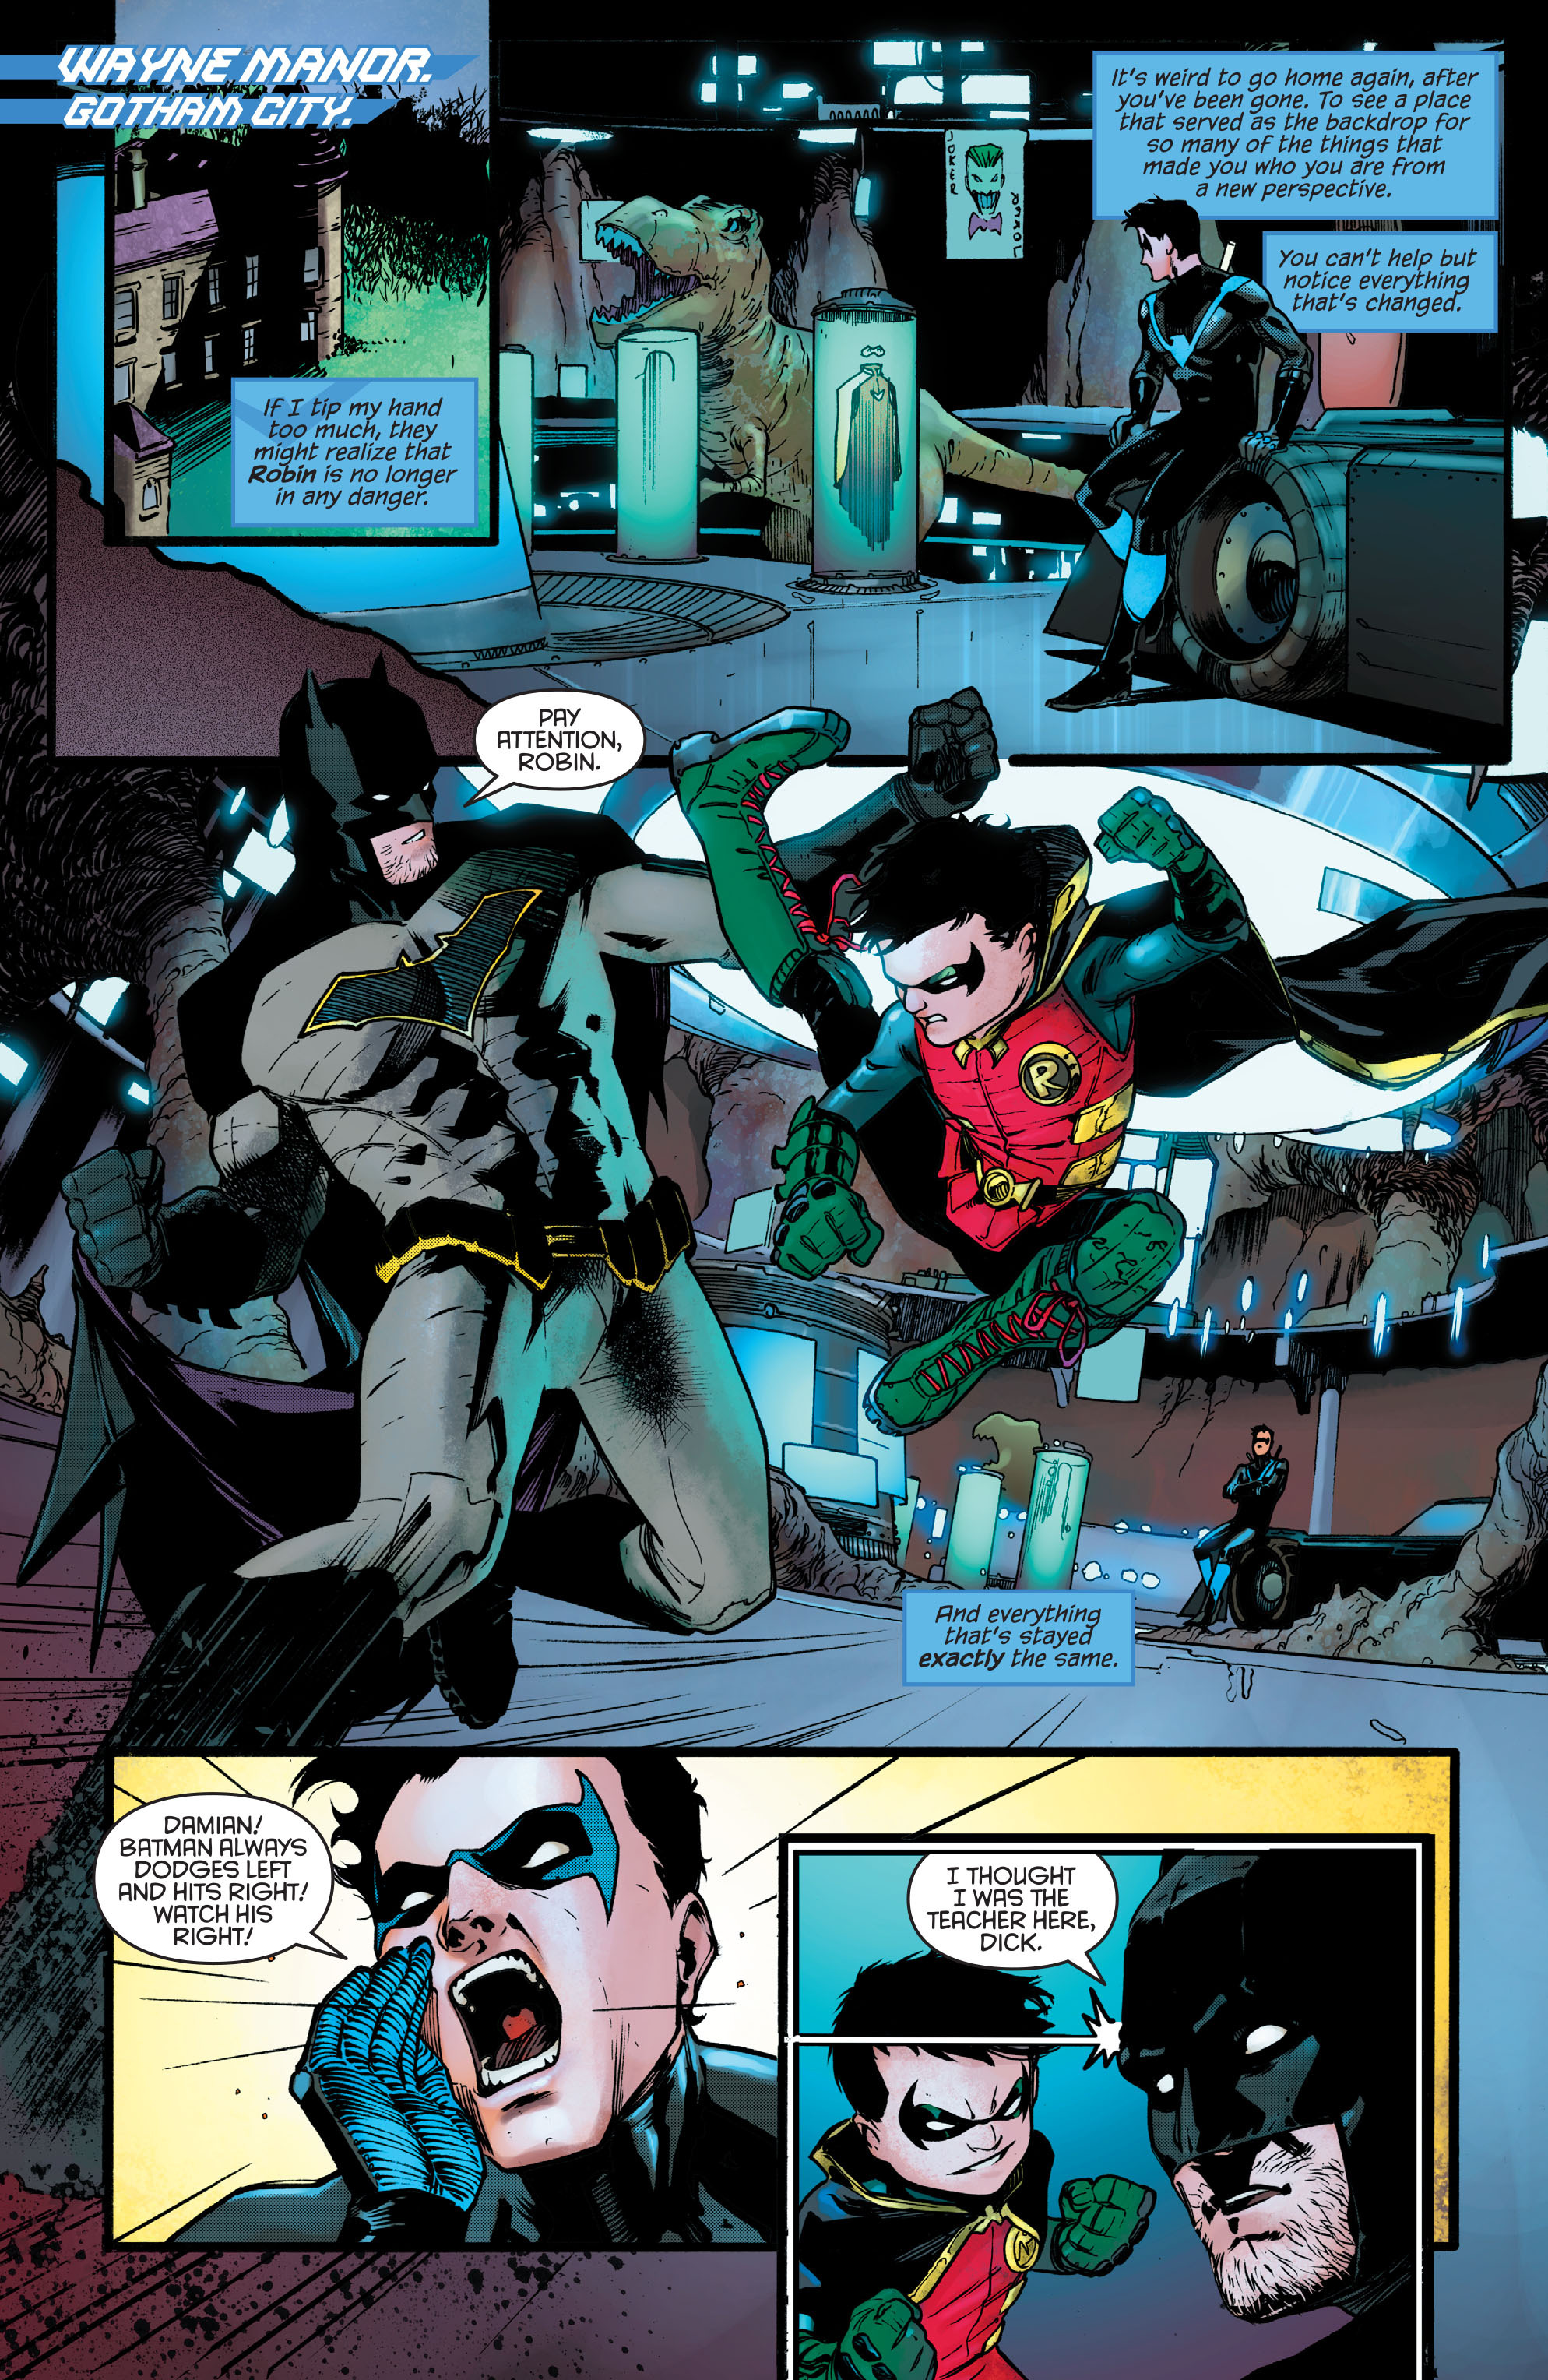 WAYNE MANOR.
GOTHAM CITY.
If I tip my hand
too much, they
might realize that
Robin is no longer
in any danger.
It's weird to go home again, after
you've been gone. To see a place
that served as the backdrop for
so many of the things that
made you who you are from
a new perspective.
You can't help but
notice everything
that's changed.
JOKER
JOKER
PAY
ATTENTION,
ROBIN.
R
And everything
that's stayed
exactly the same.
DAMIAN!
BATMAN ALWAYS
DODGES LEFT
AND HITS RIGHT!
WATCH HIS
RIGHT!
I THOUGHT
I WAS THE
TEACHER HERE,
DICK.